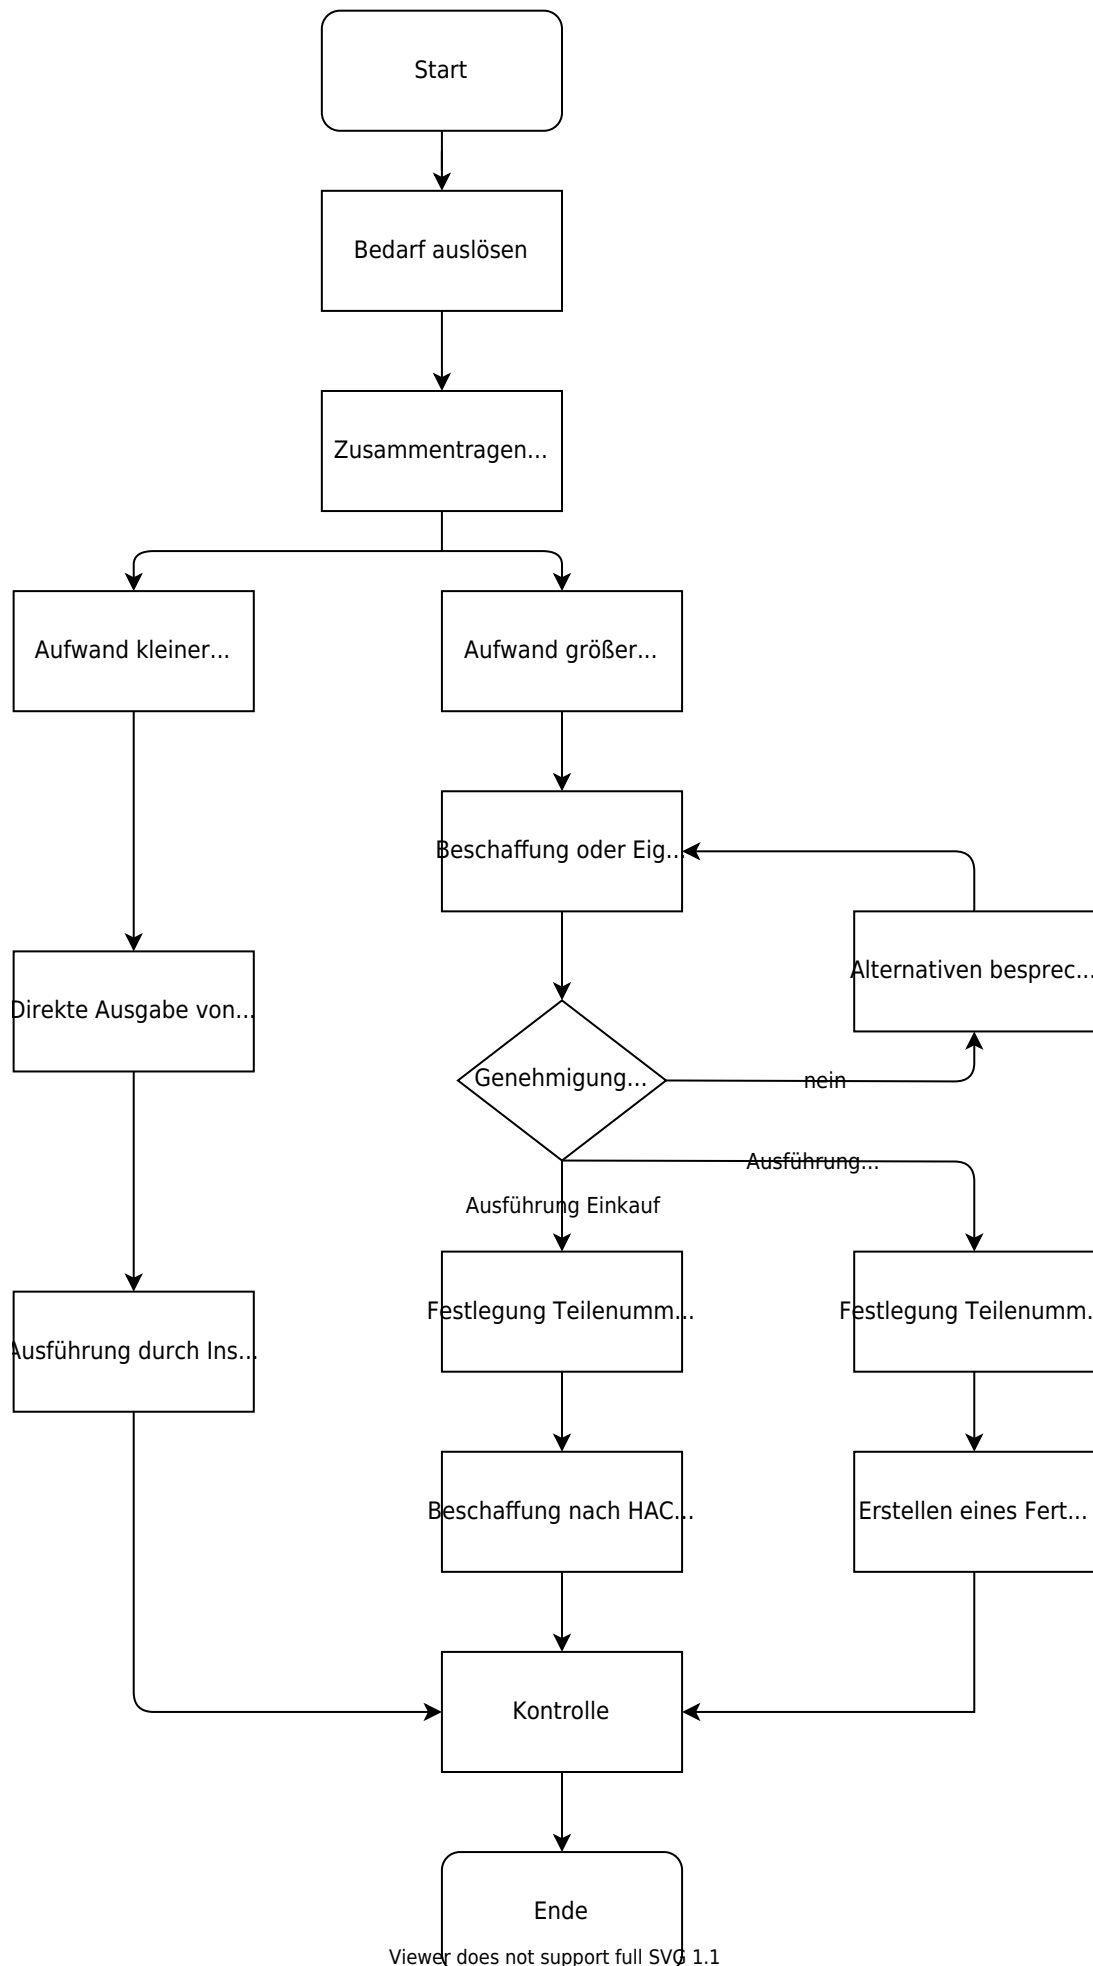 Start
Bedarf auslösen
Zusammentragen...
Aufwand kleiner...
Aufwand größer...
Beschaffung oder Eig...
Alternativen besprec...
Direkte Ausgabe von...
Genehmigung...
nein
Ausführung...
Ausführung Einkauf
Festlegung Teilenumm...
Festlegung Teilenumm...
Ausführung durch Ins...
Beschaffung nach HAC...
Erstellen eines Fert...
Kontrolle
Ende
Viewer does not support full SVG 1.1